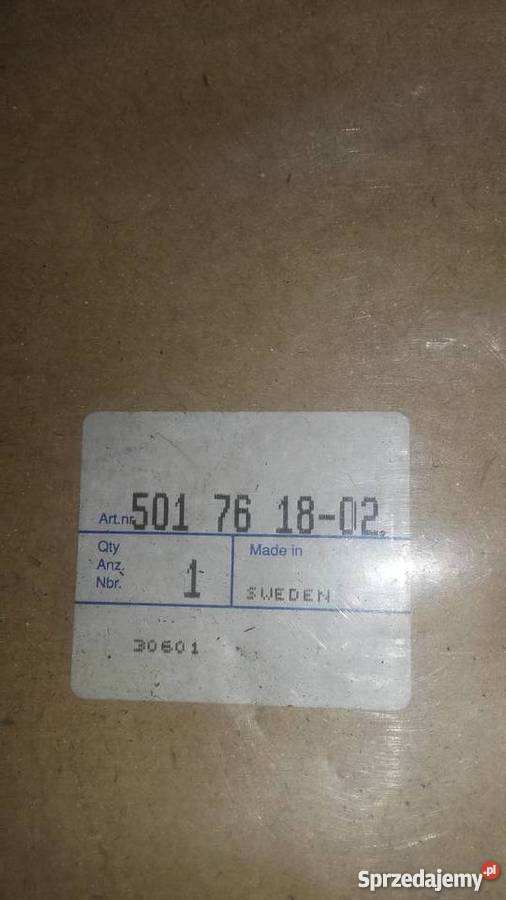 Art.nr. 501 76 18-02
Qty
Anz.
Nbr.
1
Made in
SWEDEN
30601
Sprzedajemy.pl